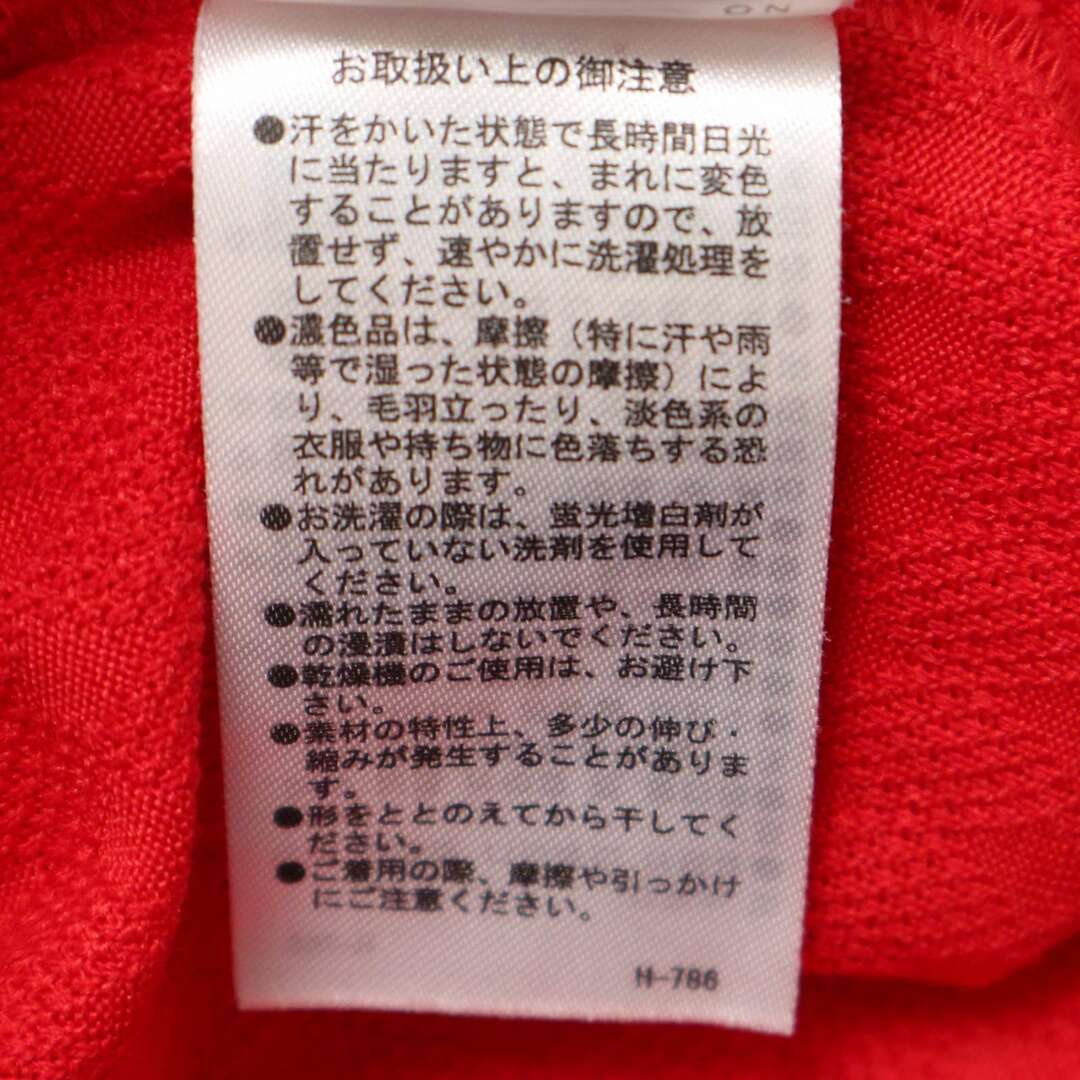 ON
お取扱い上の御注意
●汗をかいた状態で長時間日光
に当たりますと、まれに変色
することがありますので、放
置せず、速やかに洗濯処理を
してください。
●濃色品は、摩擦（特に汗や雨
等で湿った状態の摩擦）によ
り、毛羽立ったり、淡色系の
衣服や持ち物に色落ちする恐
れがあります。
●お洗濯の際は、蛍光増白剤が
入っていない洗剤を使用して
ください。
●濡れたままの放置や、長時間
の浸漬はしないでください。
●乾燥機のご使用は、お避け下
さい。
●素材の特性上、多少の伸び・
縮みが発生することがありま
す。
●形をととのえてから干してく
ださい。
●ご着用の際、摩擦や引っかけ
にご注意ください。
H-786